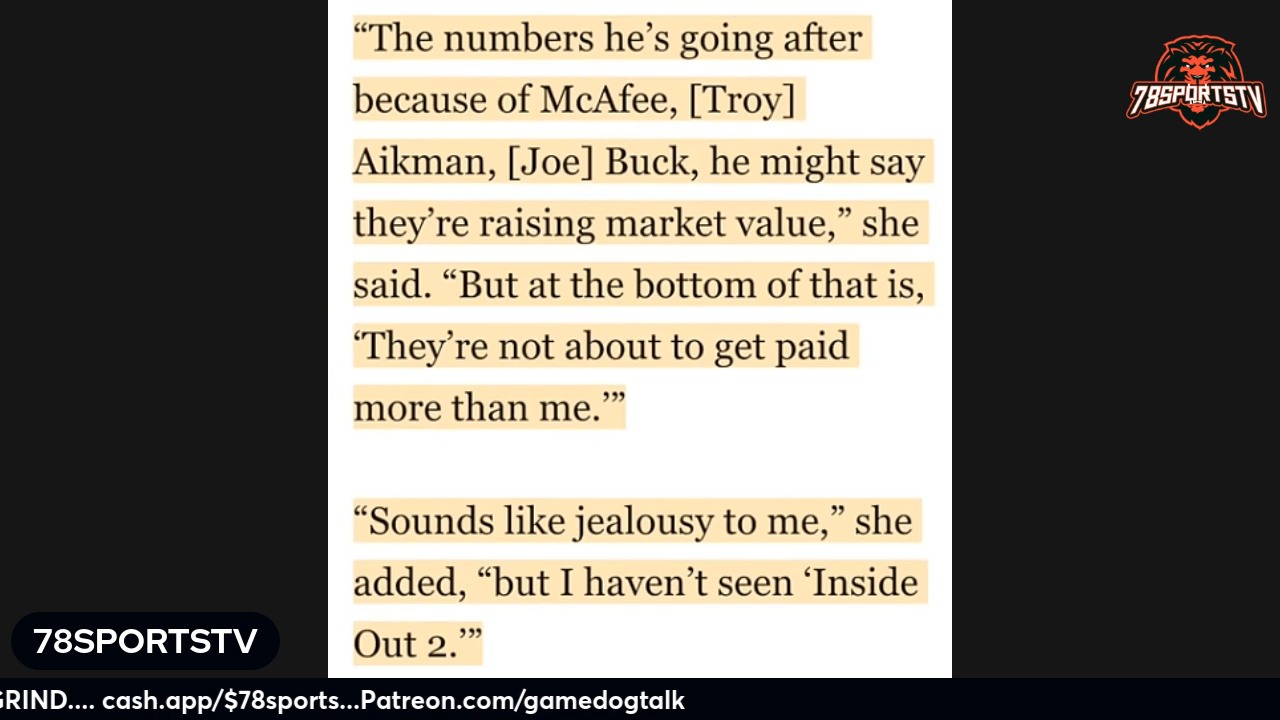 “The numbers he’s going after
because of McAfee, [Troy]
Aikman, [Joe] Buck, he might say
they’re raising market value,” she
said. “But at the bottom of that is,
‘They’re not about to get paid
more than me.’”
“Sounds like jealousy to me,” she
added, “but I haven’t seen ‘Inside
Out 2.’”
78SPORTSTV
78SPORTSTV
GRIND.... cash.app/$78sports...Patreon.com/gamedogtalk